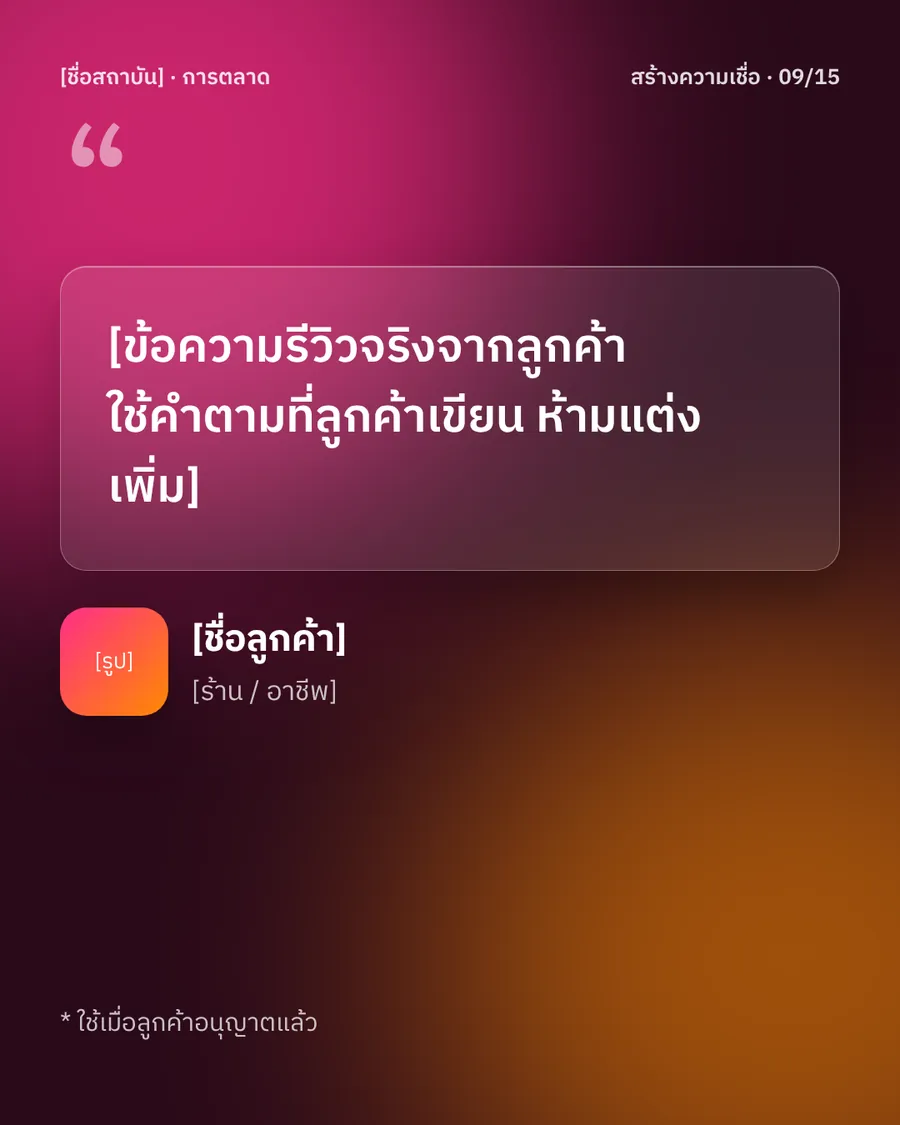 [ชื่อสถาบัน] · การตลาด
สร้างความเชื่อ · 09/15
“
[ข้อความรีวิวจริงจากลูกค้า
ใช้คำตามที่ลูกค้าเขียน ห้ามแต่ง
เพิ่ม]
[รูป]
[ชื่อลูกค้า]
[ร้าน / อาชีพ]
* ใช้เมื่อลูกค้าอนุญาตแล้ว